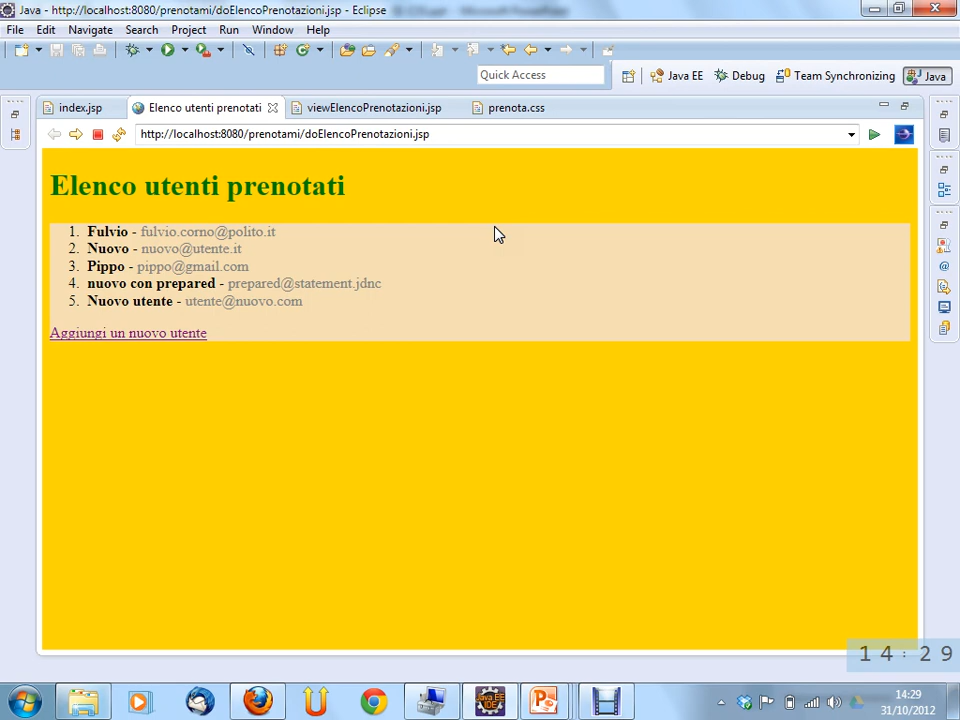 Java - http://localhost:8080/prenotami/doElencoPrenotazioni.jsp - Eclipse
File Edit Navigate Search Project Run Window Help
Quick Access Java EE Debug Team Synchronizing Java
index.jsp Elenco utenti prenotati viewElencoPrenotazioni.jsp prenota.css
http://localhost:8080/prenotami/doElencoPrenotazioni.jsp
Elenco utenti prenotati
1. Fulvio - fulvio.corno@polito.it
2. Nuovo - nuovo@utente.it
3. Pippo - pippo@gmail.com
4. nuovo con prepared - prepared@statement.jdnc
5. Nuovo utente - utente@nuovo.com
Aggiungi un nuovo utente
14:29
Java EE
IDE
14:29
31/10/2012